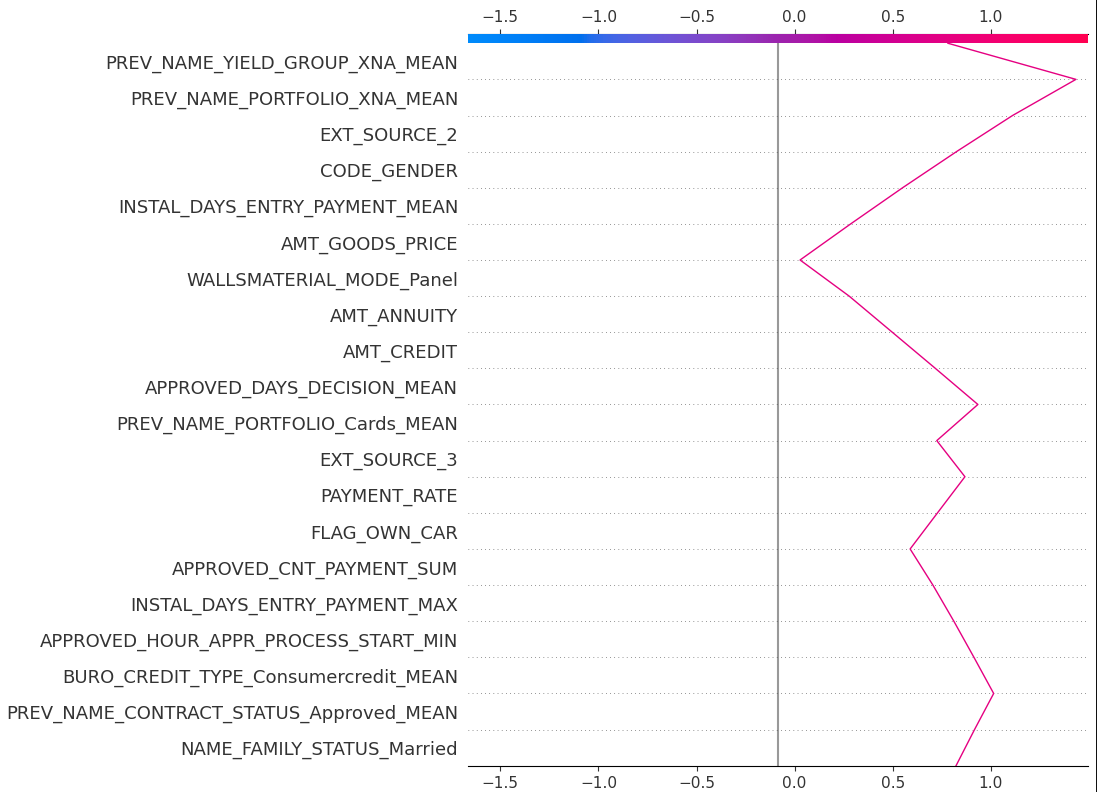 −1.5 −1.0 −0.5 0.0 0.5 1.0
PREV_NAME_YIELD_GROUP_XNA_MEAN
PREV_NAME_PORTFOLIO_XNA_MEAN
EXT_SOURCE_2
CODE_GENDER
INSTAL_DAYS_ENTRY_PAYMENT_MEAN
AMT_GOODS_PRICE
WALLSMATERIAL_MODE_Panel
AMT_ANNUITY
AMT_CREDIT
APPROVED_DAYS_DECISION_MEAN
PREV_NAME_PORTFOLIO_Cards_MEAN
EXT_SOURCE_3
PAYMENT_RATE
FLAG_OWN_CAR
APPROVED_CNT_PAYMENT_SUM
INSTAL_DAYS_ENTRY_PAYMENT_MAX
APPROVED_HOUR_APPR_PROCESS_START_MIN
BURO_CREDIT_TYPE_Consumercredit_MEAN
PREV_NAME_CONTRACT_STATUS_Approved_MEAN
NAME_FAMILY_STATUS_Married
−1.5 −1.0 −0.5 0.0 0.5 1.0